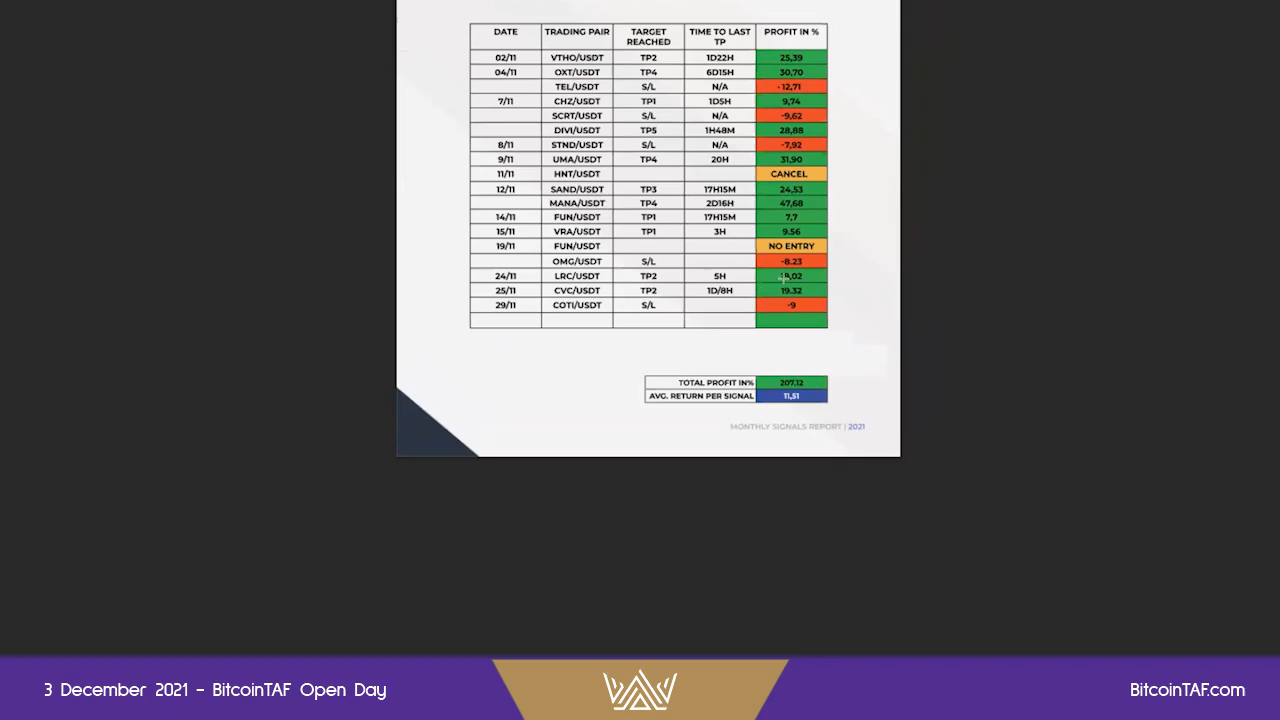 DATE TRADING PAIR TARGET REACHED TIME TO LAST TP PROFIT IN %
02/11 VTHO/USDT TP2 1D22H 25,39
04/11 OXT/USDT TP4 6D15H 30,70
TEL/USDT S/L N/A -12,71
7/11 CHZ/USDT TP1 1D5H 9,74
SCRT/USDT S/L N/A -9,62
DIVI/USDT TP5 1H48M 28,88
8/11 STND/USDT S/L N/A -7,92
9/11 UMA/USDT TP4 20H 31,90
11/11 HNT/USDT CANCEL
12/11 SAND/USDT TP3 17H15M 24,53
MANA/USDT TP4 2D16H 47,68
14/11 FUN/USDT TP1 17H15M 7,7
15/11 VRA/USDT TP1 3H 9.56
19/11 FUN/USDT NO ENTRY
OMG/USDT S/L -8.23
24/11 LRC/USDT TP2 5H
25/11 CVC/USDT TP2 1D/8H 19.32
29/11 COTI/USDT S/L -9
TOTAL PROFIT IN% 207.12
AVG. RETURN PER SIGNAL 11,51
MONTHLY SIGNALS REPORT | 2021
3 December 2021 - BitcoinTAF Open Day
BitcoinTAF.com